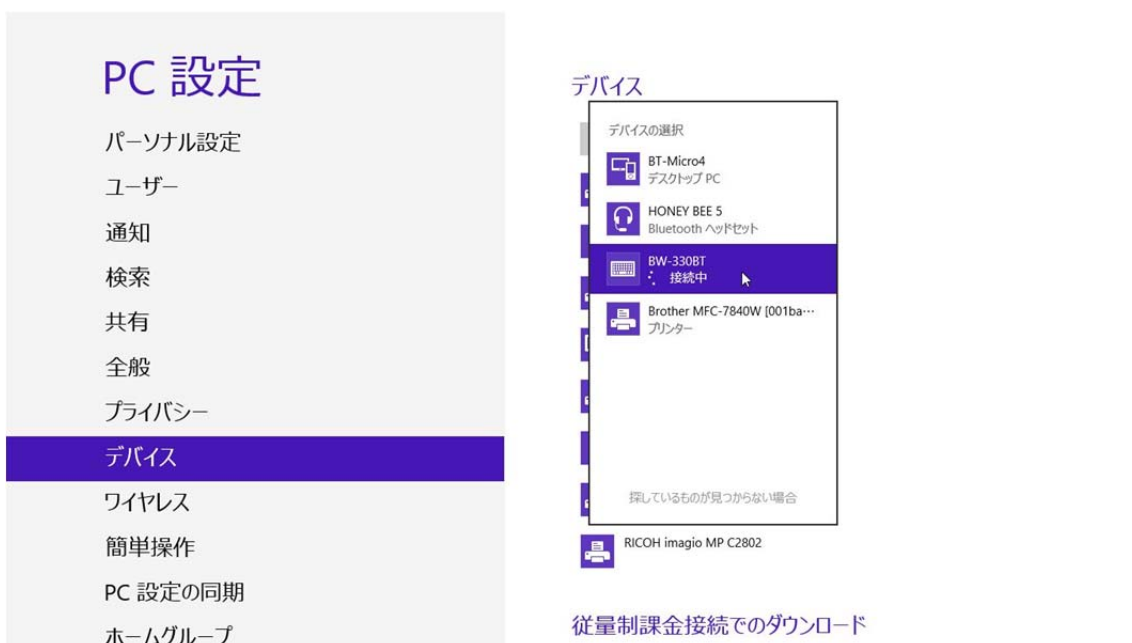 PC 設定
パーソナル設定
ユーザー
通知
検索
共有
全般
プライバシー
デバイス
ワイヤレス
簡単操作
PC 設定の同期
ホームグループ
デバイス
デバイスの選択
BT-Micro4
デスクトップ PC
HONEY BEE 5
Bluetooth ヘッドセット
BW-330BT
接続中
Brother MFC-7840W [001ba…
プリンター
探しているものが見つからない場合
RICOH imagio MP C2802
従量制課金接続でのダウンロード